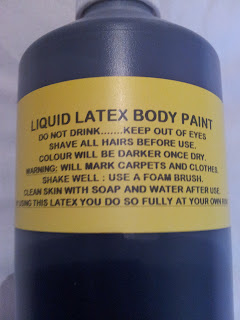 LIQUID LATEX BODY PAINT
DO NOT DRINK.......KEEP OUT OF EYES
SHAVE ALL HAIRS BEFORE USE.
COLOUR WILL BE DARKER ONCE DRY.
WARNING: WILL MARK CARPETS AND CLOTHES.
SHAKE WELL : USE A FOAM BRUSH.
CLEAN SKIN WITH SOAP AND WATER AFTER USE.
USING THIS LATEX YOU DO SO FULLY AT YOUR OWN